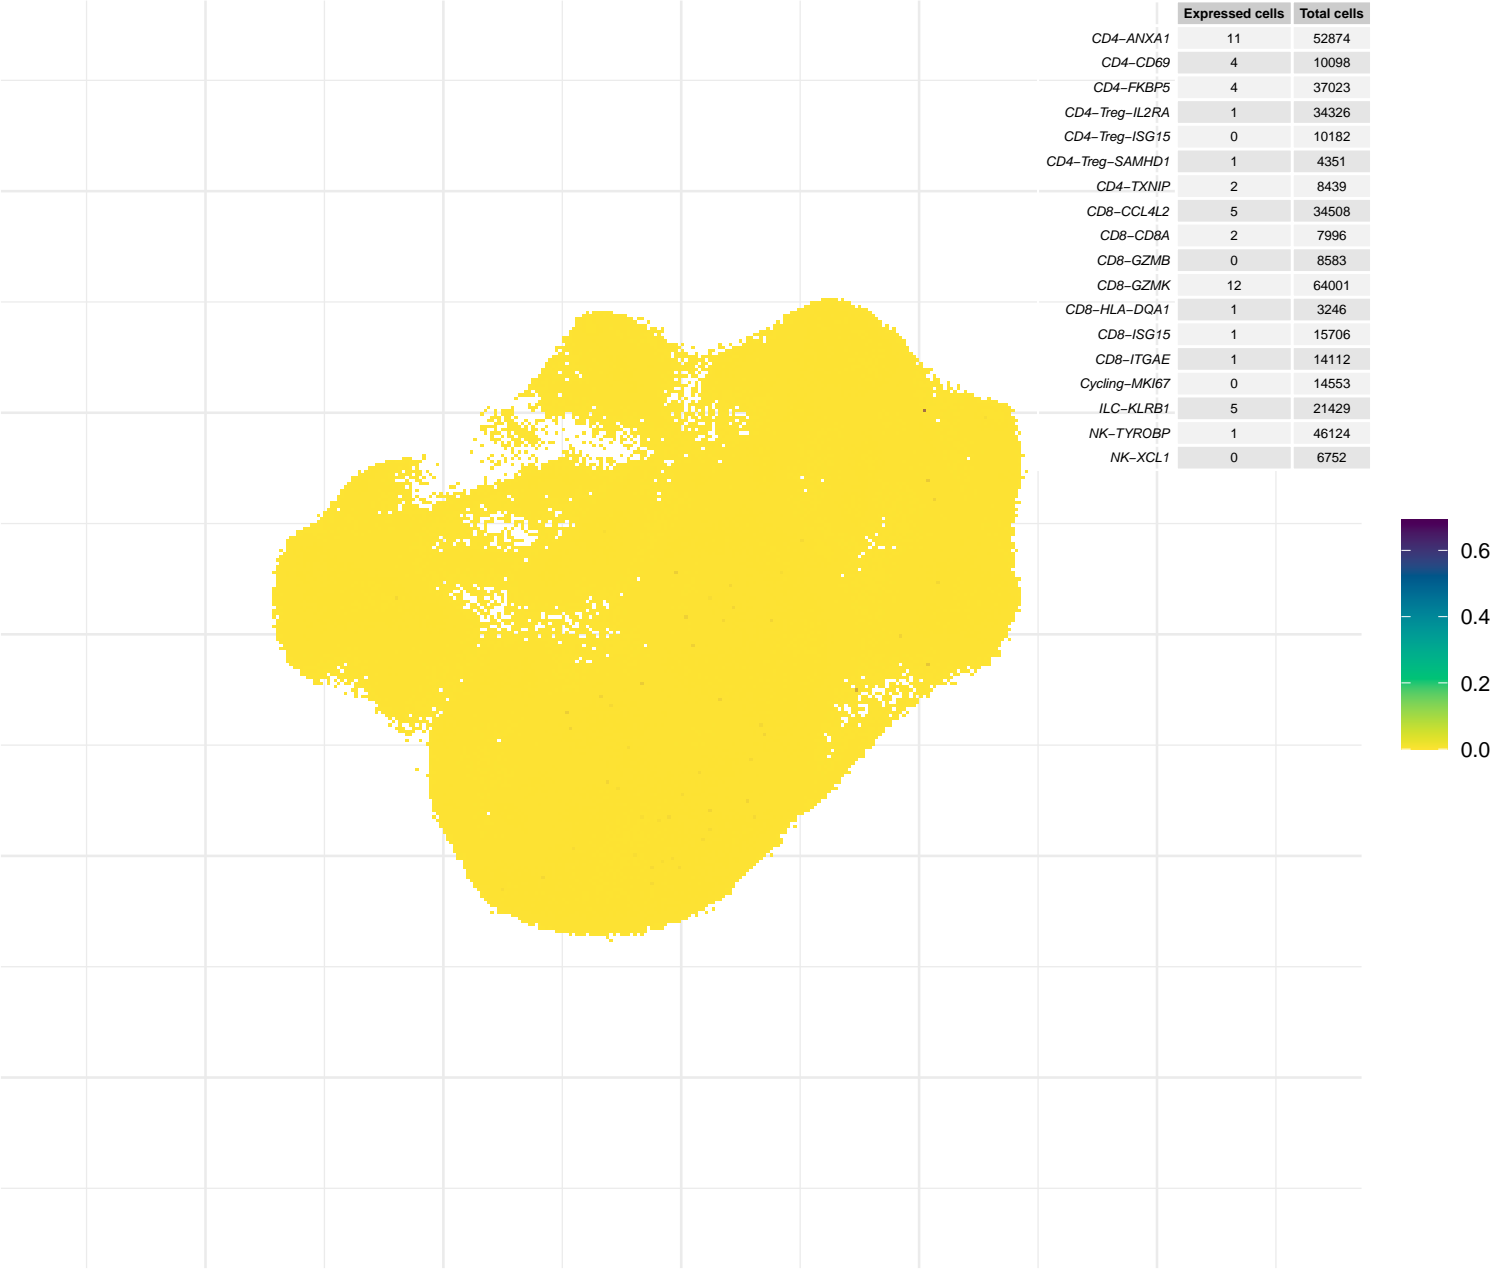 Expressed cells Total cells
CD4−ANXA1 11 52874
CD4−CD69 4 10098
CD4−FKBP5 4 37023
CD4−Treg−IL2RA 1 34326
CD4−Treg−ISG15 0 10182
CD4−Treg−SAMHD1 1 4351
CD4−TXNIP 2 8439
CD8−CCL4L2 5 34508
CD8−CD8A 2 7996
CD8−GZMB 0 8583
CD8−GZMK 12 64001
CD8−HLA−DQA1 1 3246
CD8−ISG15 1 15706
CD8−ITGAE 1 14112
Cycling−MKI67 0 14553
ILC−KLRB1 5 21429
NK−TYROBP 1 46124
NK−XCL1 0 6752
0.6
0.4
0.2
0.0